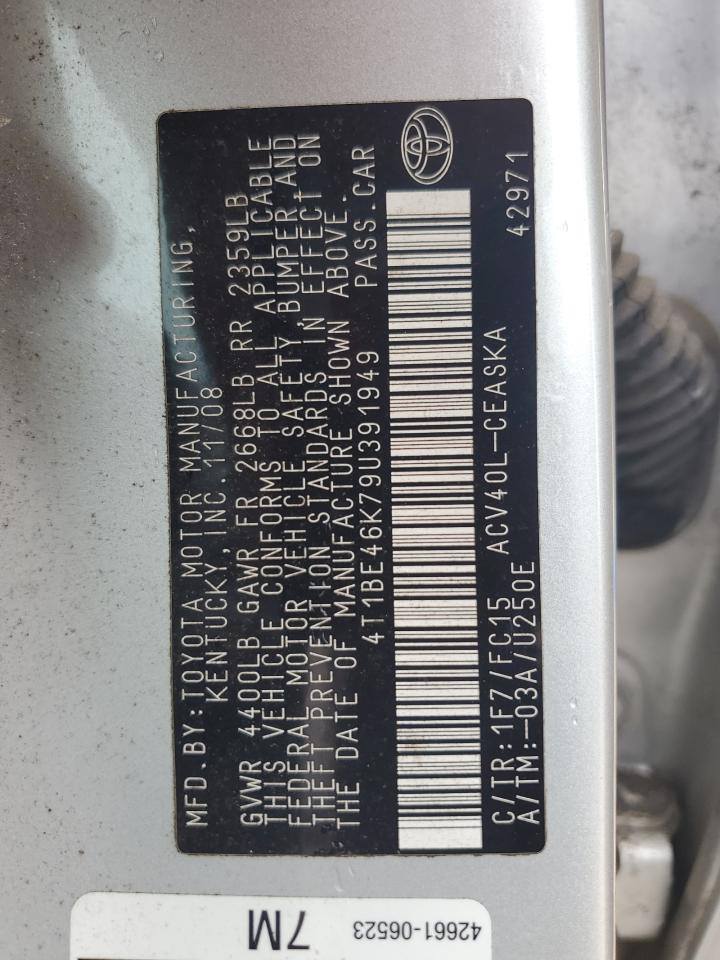 MFD.BY:TOYOTA MOTOR MANUFACTURING,
KENTUCKY, INC. 11/08
GVWR 4400LB GAWR FR 2668LB RR 2359LB
THIS VEHICLE CONFORMS TO ALL APPLICABLE
FEDERAL MOTOR VEHICLE SAFETY, BUMPER AND
THEFT PREVENTION STANDARDS IN EFFECT ON
THE DATE OF MANUFACTURE SHOWN ABOVE.
4T1BE46K79U391949 PASS.CAR
C/TR:1F7/FC15 ACV40L-CEASKA 42971
A/TM:-03A/U250E
42661-06523
7M